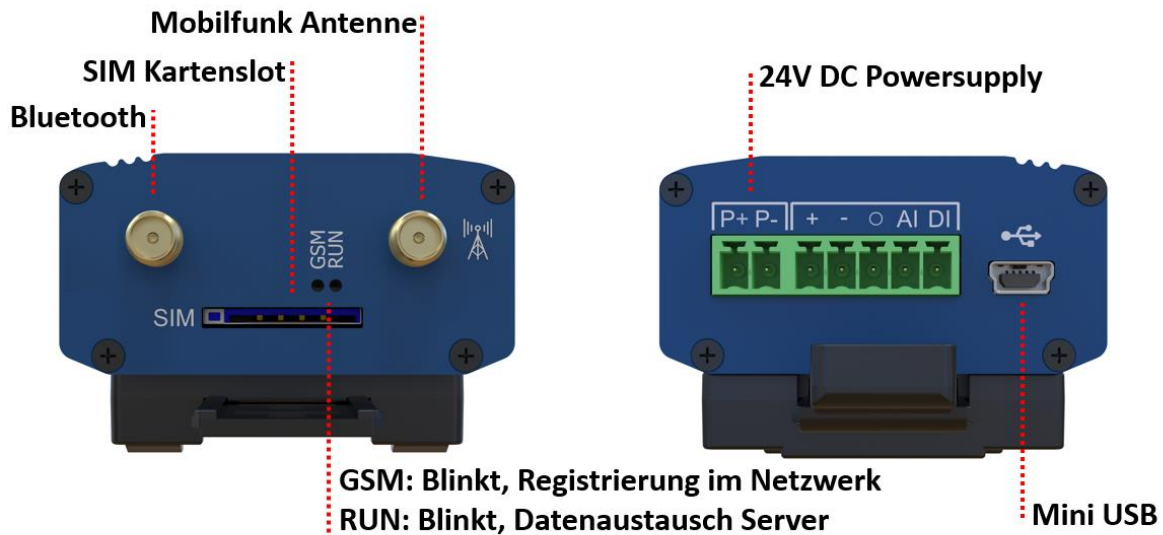 Mobilfunk Antenne
SIM Kartenslot
Bluetooth
GSM
RUN
SIM
GSM: Blinkt, Registrierung im Netzwerk
RUN: Blinkt, Datenaustausch Server
24V DC Powersupply
P+ P- + - ○ AI DI
Mini USB